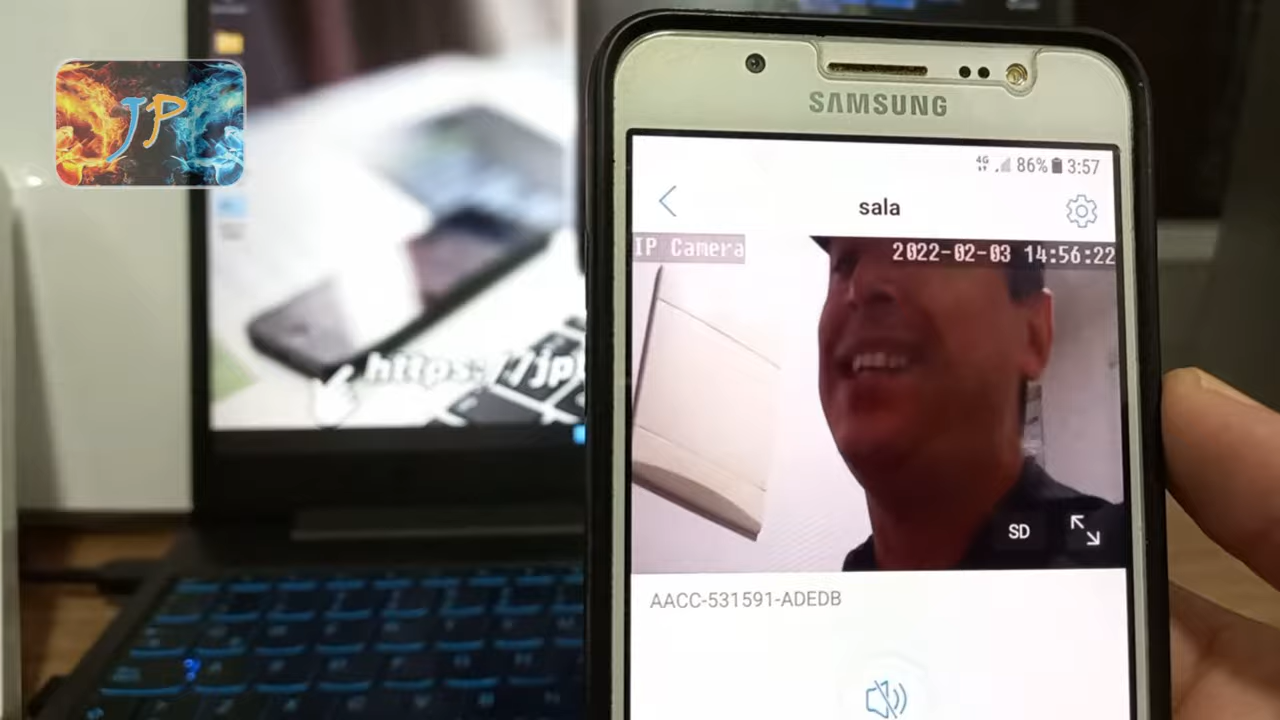 JP
SAMSUNG
4G 86% 3:57
sala
IP Camera 2022-02-03 14:56:22
https://jp
SD
AACC-531591-ADEDB